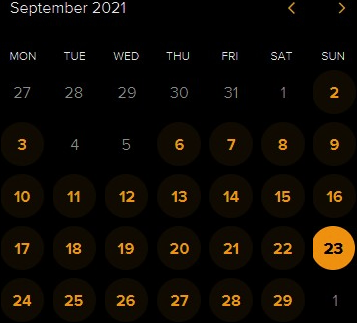 September 2021
MON TUE WED THU FRI SAT SUN
27 28 29 30 31 1 2
3 4 5 6 7 8 9
10 11 12 13 14 15 16
17 18 19 20 21 22 23
24 25 26 27 28 29 1